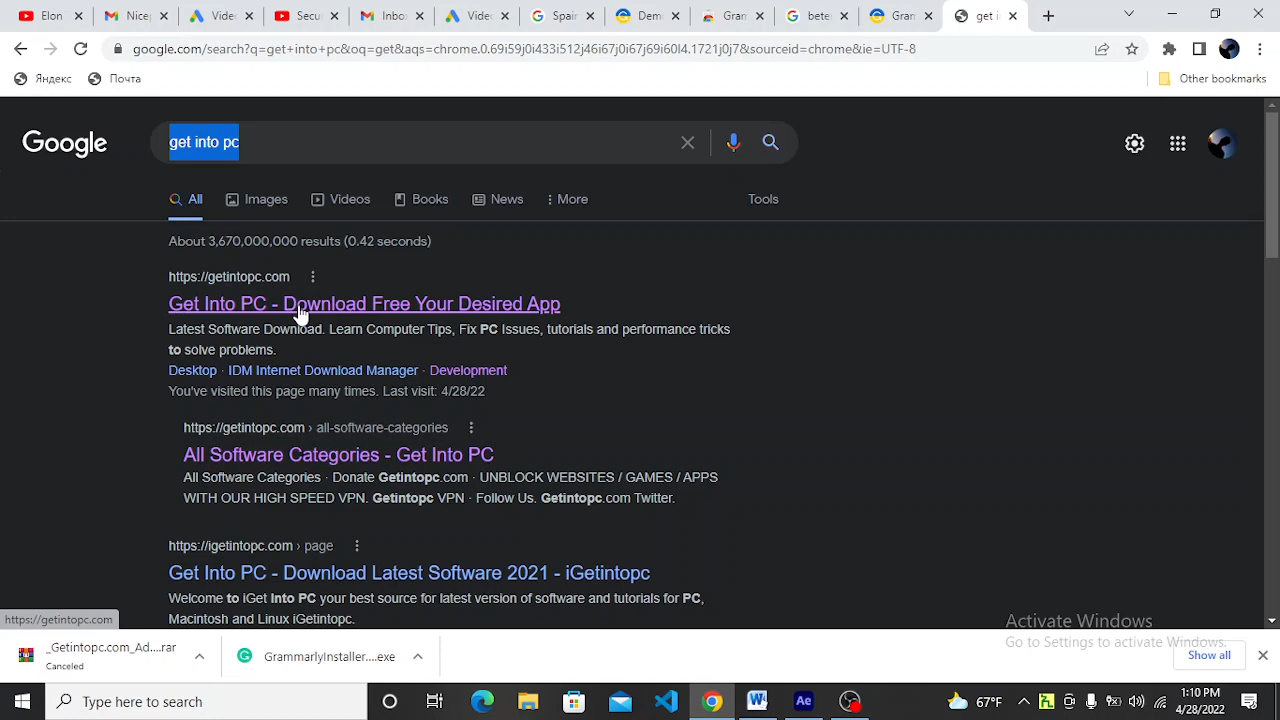 Elon
Nice
Vide
Secu
Inbo
Vide
Spain
Dem
Gram
bete
Gran
get i
google.com/search?q=get+into+pc&oq=get&aqs=chrome.0.69i59j0i433i512j46i67j0i67j69i60l4.1721j0j7&sourceid=chrome&ie=UTF-8
Яндекс
Почта
Other bookmarks
Google
get into pc
All
Images
Videos
Books
News
More
Tools
About 3,670,000,000 results (0.42 seconds)
https://getintopc.com
Get Into PC - Download Free Your Desired App
Latest Software Download. Learn Computer Tips, Fix PC Issues, tutorials and performance tricks
to solve problems.
Desktop · IDM Internet Download Manager · Development
You've visited this page many times. Last visit: 4/28/22
https://getintopc.com › all-software-categories
All Software Categories - Get Into PC
All Software Categories · Donate Getintopc.com · UNBLOCK WEBSITES / GAMES / APPS
WITH OUR HIGH SPEED VPN. Getintopc VPN · Follow Us. Getintopc.com Twitter.
https://igetintopc.com › page
Get Into PC - Download Latest Software 2021 - iGetintopc
Welcome to iGet Into PC your best source for latest version of software and tutorials for PC,
Macintosh and Linux iGetintopc.
https://getintopc.com
Activate Windows
Go to Settings to activate Windows.
_Getintopc.com_Ad....rar
Canceled
GrammarlyInstaller....exe
Show all
Type here to search
Ae
67°F
1:10 PM
4/28/2022